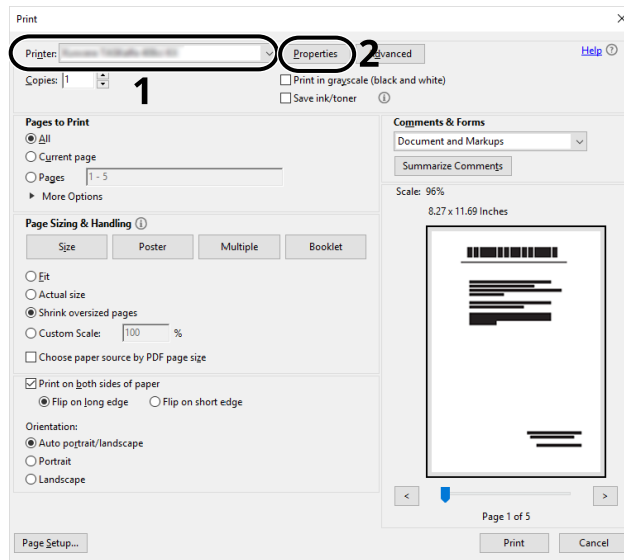 Print
Printer:
Properties
2
Advanced
Help
Copies: 1
1
Print in grayscale (black and white)
Save ink/toner
Pages to Print
All
Current page
Pages 1 - 5
More Options
Page Sizing & Handling
Size Poster Multiple Booklet
Fit
Actual size
Shrink oversized pages
Custom Scale: 100 %
Choose paper source by PDF page size
Print on both sides of paper
Flip on long edge Flip on short edge
Orientation:
Auto portrait/landscape
Portrait
Landscape
Comments & Forms
Document and Markups
Summarize Comments
Scale: 96%
8.27 x 11.69 Inches
< >
Page 1 of 5
Page Setup... Print Cancel